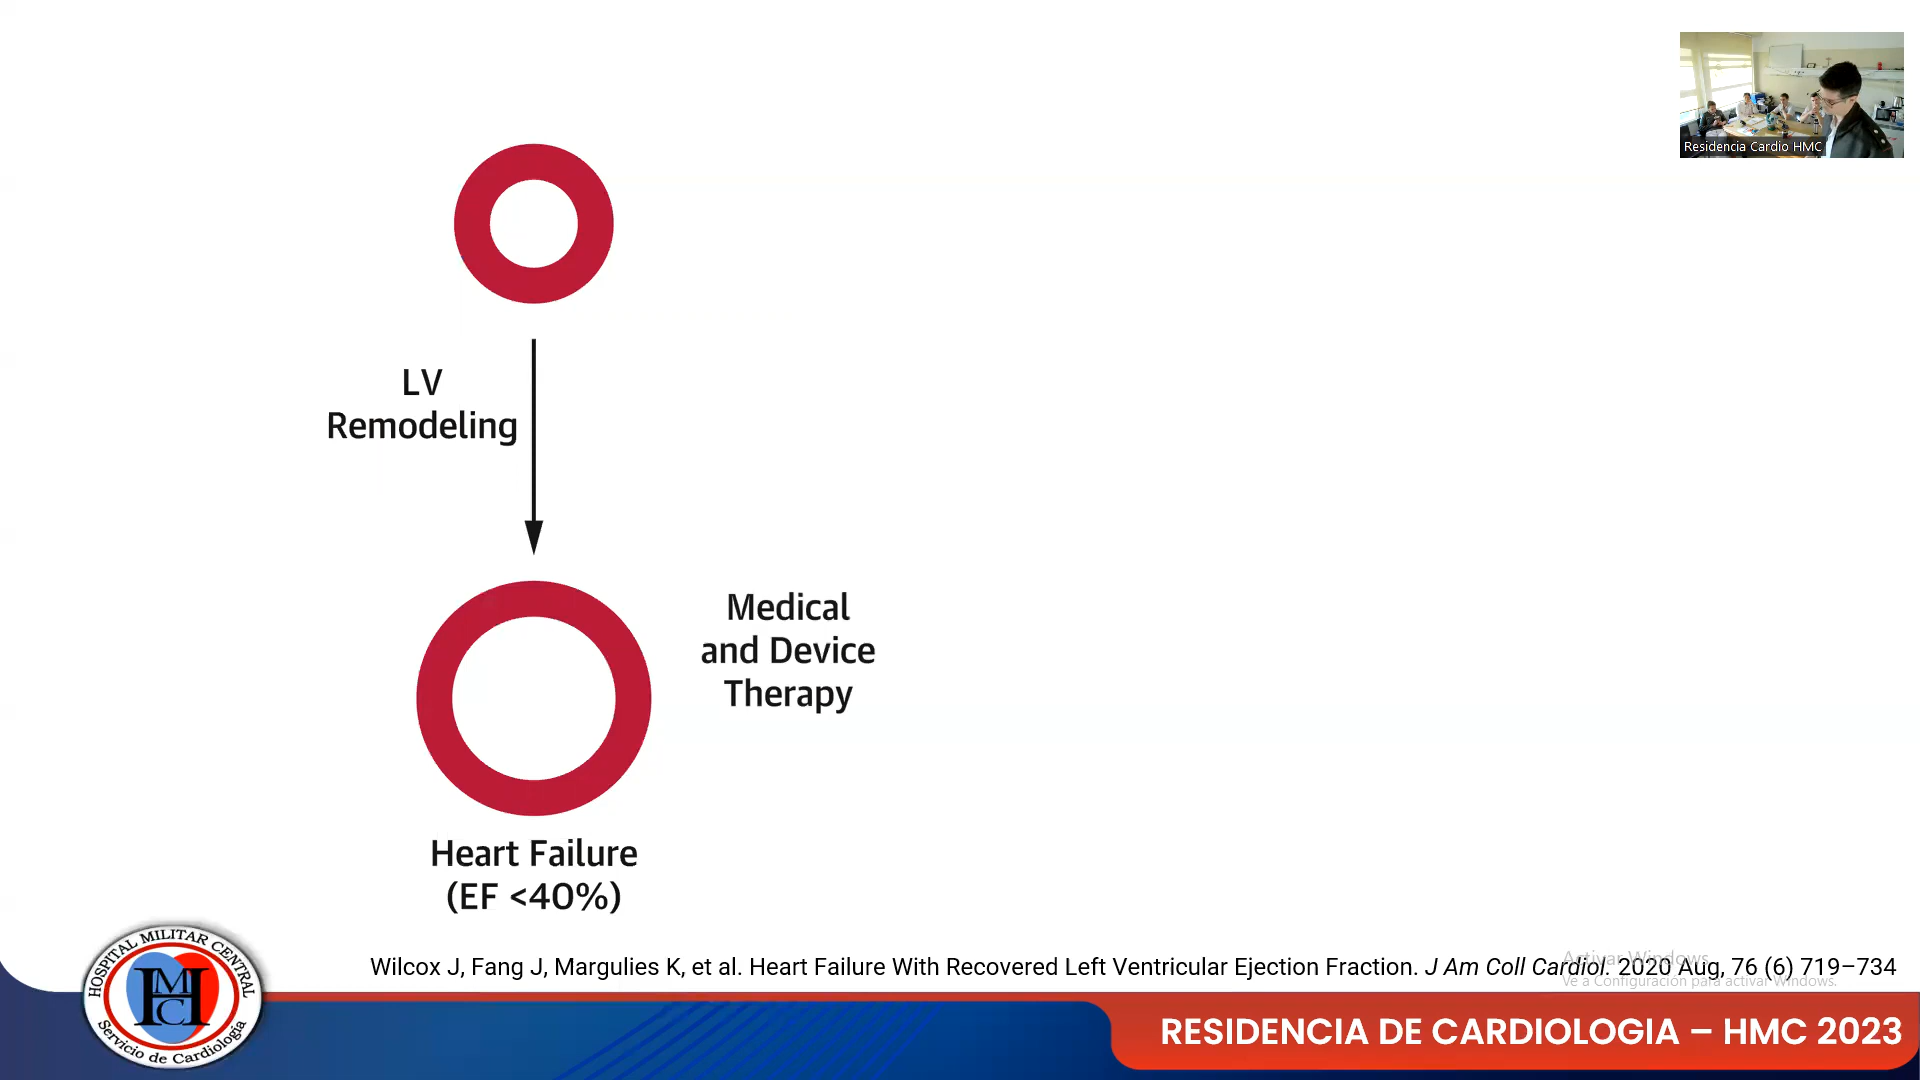 Residencia Cardio HMC
LV
Remodeling
Medical
and Device
Therapy
Heart Failure
(EF <40%)
Wilcox J, Fang J, Margulies K, et al. Heart Failure With Recovered Left Ventricular Ejection Fraction. J Am Coll Cardiol. 2020 Aug, 76 (6) 719–734
Activar Windows
Ve a Configuración para activar Windows.
HOSPITAL MILITAR CENTRAL
HMC
Servicio de Cardiología
RESIDENCIA DE CARDIOLOGIA – HMC 2023